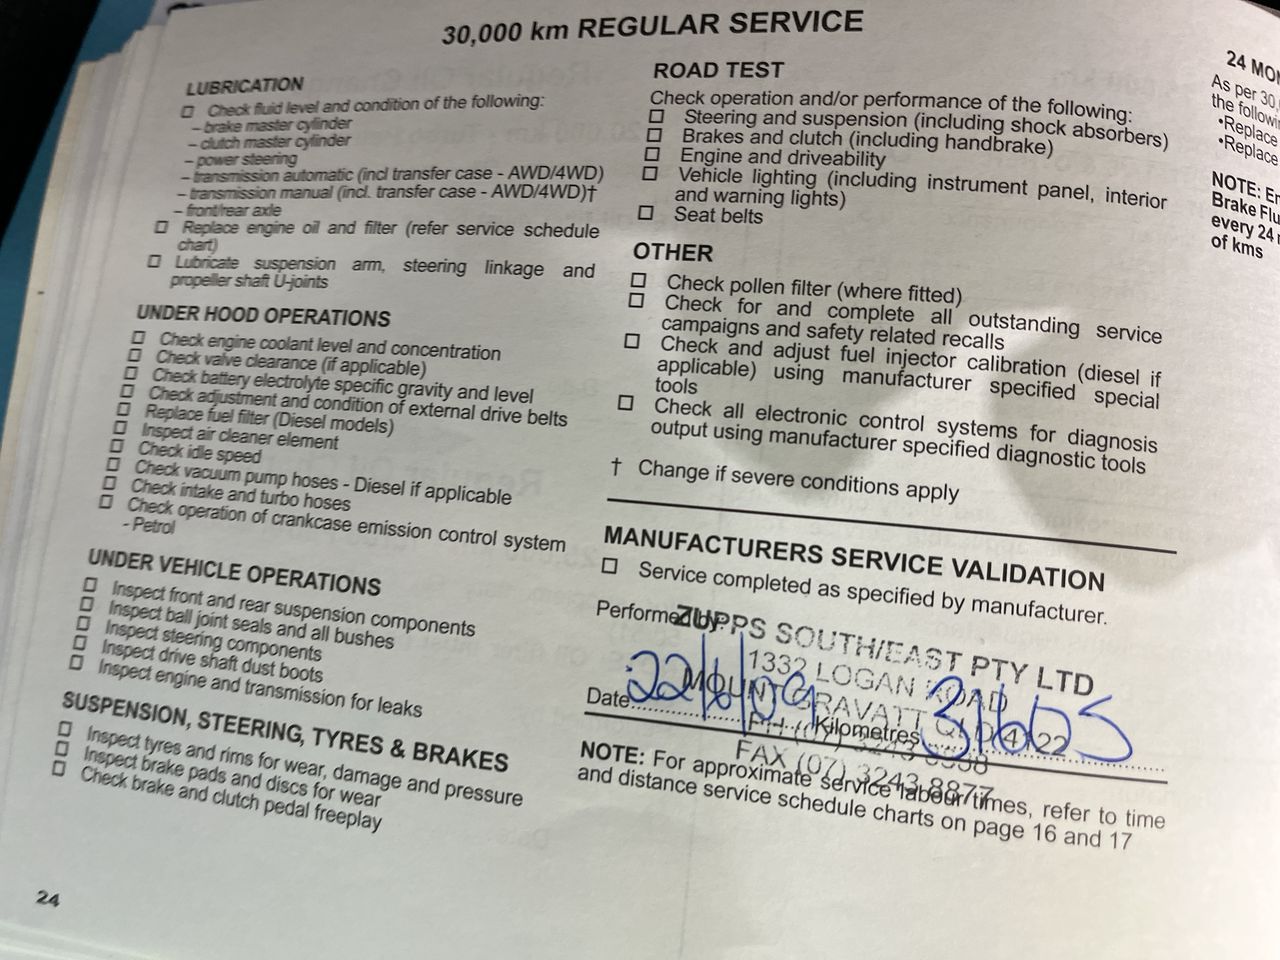 30,000 km REGULAR SERVICE
LUBRICATION
Check fluid level and condition of the following:
– brake master cylinder
– clutch master cylinder
– power steering
– transmission automatic (incl transfer case - AWD/4WD)
– transmission manual (incl. transfer case - AWD/4WD)†
– front/rear axle
Replace engine oil and filter (refer service schedule
chart)
Lubricate suspension arm, steering linkage and
propeller shaft U-joints
UNDER HOOD OPERATIONS
Check engine coolant level and concentration
Check valve clearance (if applicable)
Check battery electrolyte specific gravity and level
Check adjustment and condition of external drive belts
Replace fuel filter (Diesel models)
Inspect air cleaner element
Check idle speed
Check vacuum pump hoses - Diesel if applicable
Check intake and turbo hoses
Check operation of crankcase emission control system
- Petrol
UNDER VEHICLE OPERATIONS
Inspect front and rear suspension components
Inspect ball joint seals and all bushes
Inspect steering components
Inspect drive shaft dust boots
Inspect engine and transmission for leaks
SUSPENSION, STEERING, TYRES & BRAKES
Inspect tyres and rims for wear, damage and pressure
Inspect brake pads and discs for wear
Check brake and clutch pedal freeplay
24
ROAD TEST
Check operation and/or performance of the following:
Steering and suspension (including shock absorbers)
Brakes and clutch (including handbrake)
Engine and driveability
Vehicle lighting (including instrument panel, interior
and warning lights)
Seat belts
OTHER
Check pollen filter (where fitted)
Check for and complete all outstanding service
campaigns and safety related recalls
Check and adjust fuel injector calibration (diesel if
applicable) using manufacturer specified special
tools
Check all electronic control systems for diagnosis
output using manufacturer specified diagnostic tools
† Change if severe conditions apply
MANUFACTURERS SERVICE VALIDATION
Service completed as specified by manufacturer.
Performed by:
ZUPPS SOUTH/EAST PTY LTD
1332 LOGAN ROAD
MOUNT GRAVATT QLD 4122
PH (07)
FAX (07) 3243 8877
Date 22/6/09 Kilometres 31605
NOTE: For approximate service labour times, refer to time
and distance service schedule charts on page 16 and 17
24 MON
As per 30,
the followi
•Replace
•Replace
NOTE: En
Brake Flu
every 24
of kms